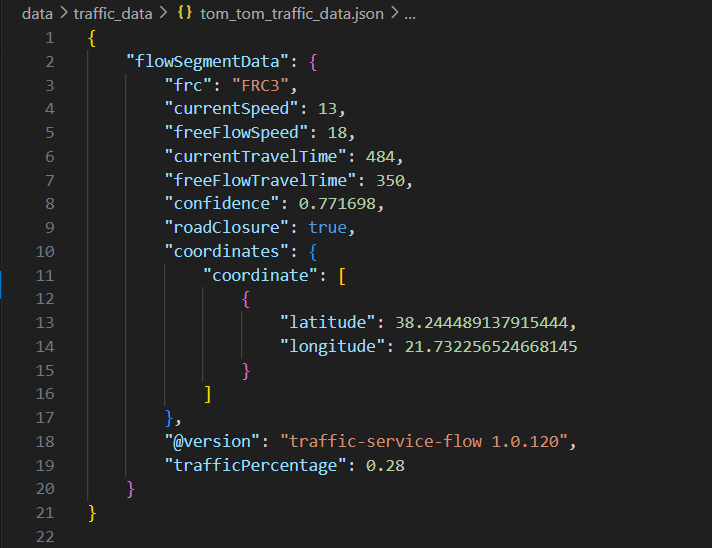 data > traffic_data > {} tom_tom_traffic_data.json > ...
1 {
2     "flowSegmentData": {
3         "frc": "FRC3",
4         "currentSpeed": 13,
5         "freeFlowSpeed": 18,
6         "currentTravelTime": 484,
7         "freeFlowTravelTime": 350,
8         "confidence": 0.771698,
9         "roadClosure": true,
10         "coordinates": {
11             "coordinate": [
12                 {
13                     "latitude": 38.244489137915444,
14                     "longitude": 21.732256524668145
15                 }
16             ]
17         },
18         "@version": "traffic-service-flow 1.0.120",
19         "trafficPercentage": 0.28
20     }
21 }
22